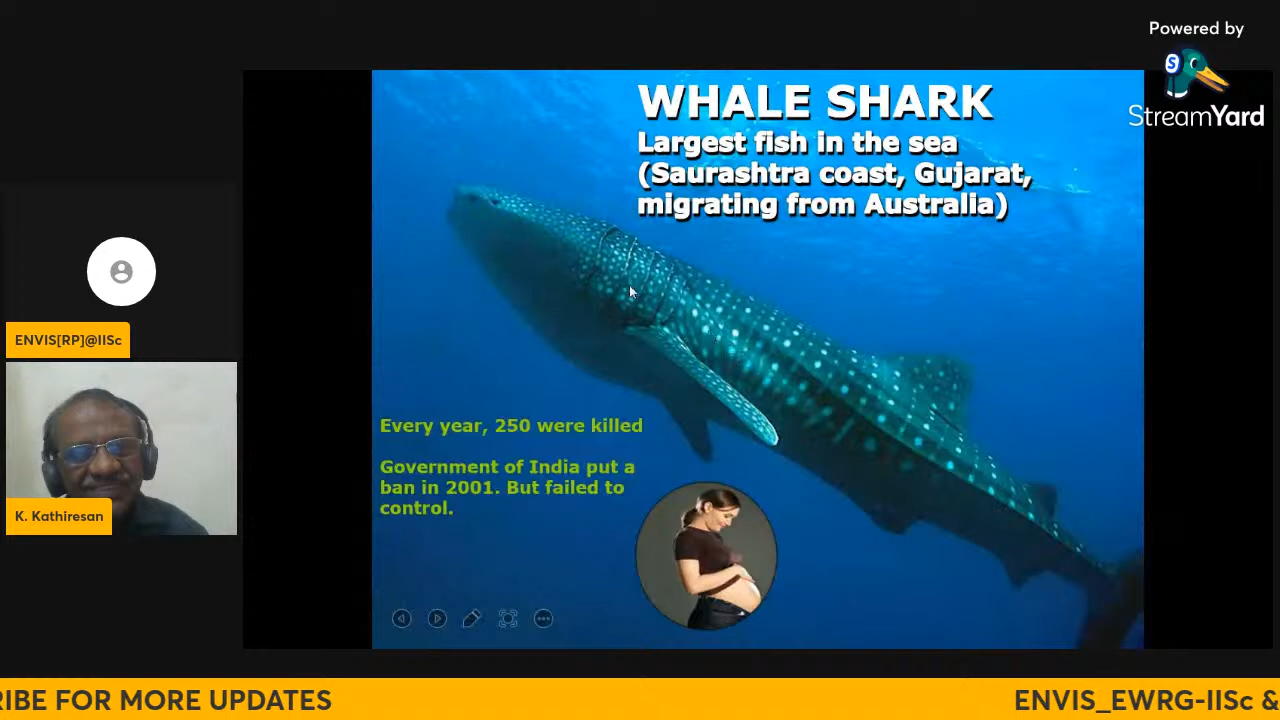 Powered by
StreamYard
WHALE SHARK
Largest fish in the sea
(Saurashtra coast, Gujarat,
migrating from Australia)
ENVIS[RP]@IISc
Every year, 250 were killed
Government of India put a
ban in 2001. But failed to
control.
K. Kathiresan
RIBE FOR MORE UPDATES
ENVIS_EWRG-IISc &